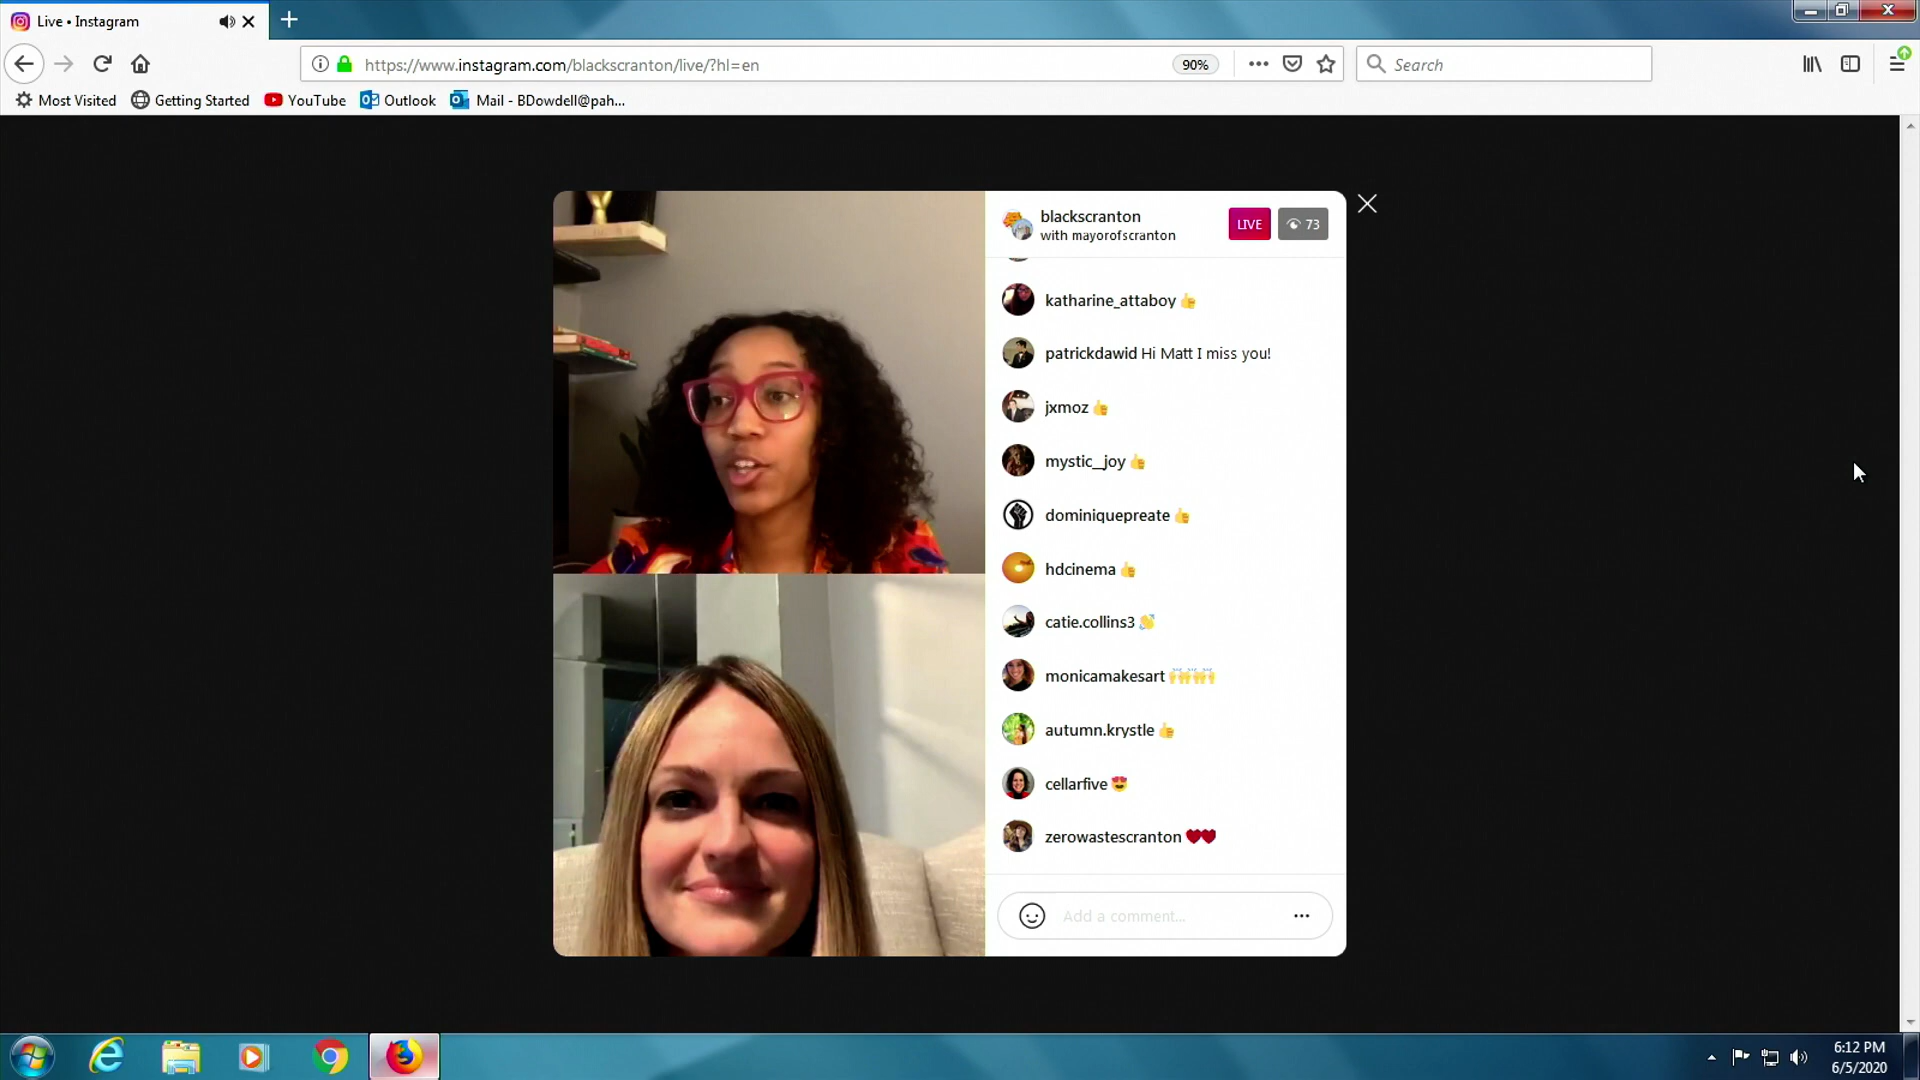 Live • Instagram
https://www.instagram.com/blackscranton/live/?hl=en
90%
Search
Most Visited
Getting Started
YouTube
Outlook
Mail - BDowdell@pah...
blackscranton
with mayorofscranton
LIVE
73
katharine_attaboy 👍
patrickdawid Hi Matt I miss you!
jxmoz 👍
mystic__joy 👍
dominiquepreate 👍
hdcinema 👍
catie.collins3 👏
monicamakesart 🙌🙌🙌
autumn.krystle 👍
cellarfive 😍
zerowastescranton ❤️❤️
Add a comment...
6:12 PM
6/5/2020